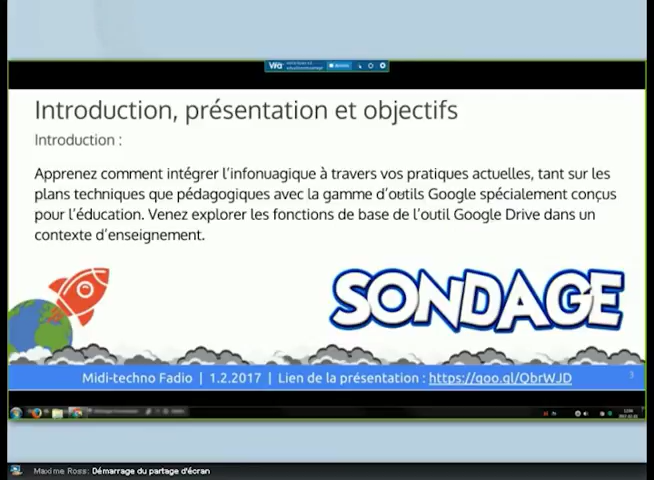 Via
Introduction, présentation et objectifs
Introduction :
Apprenez comment intégrer l'infonuagique à travers vos pratiques actuelles, tant sur les
plans techniques que pédagogiques avec la gamme d'outils Google spécialement conçus
pour l'éducation. Venez explorer les fonctions de base de l'outil Google Drive dans un
contexte d'enseignement.
SONDAGE
Midi-techno Fadio | 1.2.2017 | Lien de la présentation : https://goo.gl/QbrWJD
3
Maxime Ross: Démarrage du partage d'écran